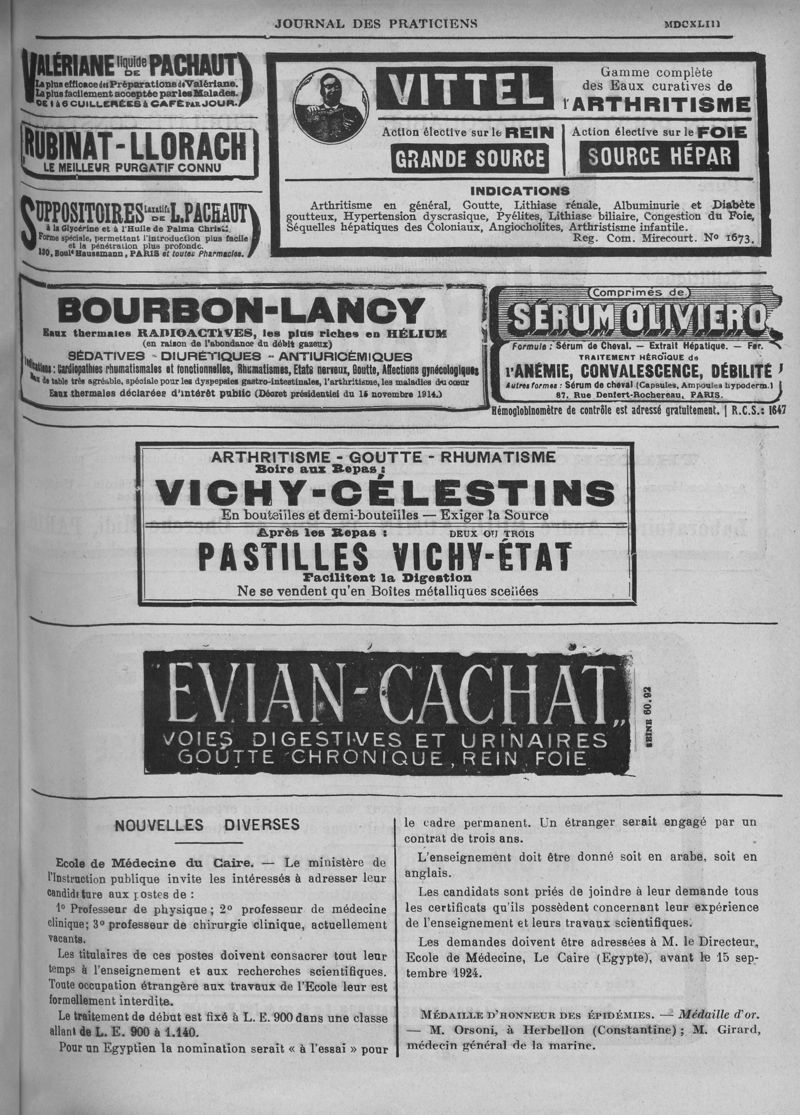 JOURNAL DES PRATICIENS
MDCXLIII
VALÉRIANE liquide DE PACHAUT
La plus efficace des Préparations de Valériane.
La plus facilement acceptée par les Malades.
DE 1 à 6 CUILLERÉES à CAFÉ PAR JOUR.
RUBINAT-LLORACH
LE MEILLEUR PURGATIF CONNU
SUPPOSITOIRES Laxatifs DE L. PACHAUT
à la Glycérine et à l'Huile de Palma Christi.
Forme spéciale, permettant l'introduction plus facile
et la pénétration plus profonde.
130, Boulᵈ Haussmann, PARIS et toutes Pharmacies.
VITTEL
Gamme complète
des Eaux curatives de
l'ARTHRITISME
Action élective sur le REIN
GRANDE SOURCE
Action élective sur le FOIE
SOURCE HÉPAR
INDICATIONS
Arthritisme en général, Goutte, Lithiase rénale, Albuminurie et Diabète
goutteux, Hypertension dyscrasique, Pyélites, Lithiase biliaire, Congestion du Foie,
Séquelles hépatiques des Coloniaux, Angiocholites, Arthristisme infantile.
Reg. Com. Mirecourt. No 1673.
BOURBON-LANCY
Eaux thermales RADIOACTIVES, les plus riches en HÉLIUM
(en raison de l'abondance du débit gazeux)
SÉDATIVES - DIURÉTIQUES - ANTIURICÉMIQUES
Indications : Cardiopathies rhumatismales et fonctionnelles, Rhumatismes, Etats nerveux, Goutte, Affections gynécologiques
Eaux de table très agréable, spéciale pour les dyspepsies gastro-intestinales, l'arthritisme, les maladies du cœur
Eaux thermales déclarées d'intérêt public (Décret présidentiel du 15 novembre 1914.)
(Comprimés de)
SÉRUM OLIVIERO
Formule : Sérum de Cheval. — Extrait Hépatique. — Fer.
TRAITEMENT HÉROÏQUE de
l'ANÉMIE, CONVALESCENCE, DÉBILITÉ
Autres formes : Sérum de cheval (Capsules, Ampoules hypoderm.)
87, Rue Denfert-Rochereau, PARIS.
Hémoglobinomètre de contrôle est adressé gratuitement. | R.C.S.: 1647
ARTHRITISME - GOUTTE - RHUMATISME
Boire aux Repas :
VICHY-CÉLESTINS
En bouteilles et demi-bouteilles — Exiger la Source
Après les Repas : DEUX OU TROIS
PASTILLES VICHY-ÉTAT
Facilitent la Digestion
Ne se vendent qu'en Boîtes métalliques scellées
"EVIAN-CACHAT„
VOIES DIGESTIVES ET URINAIRES
GOUTTE CHRONIQUE, REIN, FOIE
SEINE 60.92
NOUVELLES DIVERSES
Ecole de Médecine du Caire. — Le ministère de
l'Instruction publique invite les intéressés à adresser leur
candidature aux postes de :
1° Professeur de physique ; 2° professeur de médecine
clinique ; 3° professeur de chirurgie clinique, actuellement
vacants.
Les titulaires de ces postes doivent consacrer tout leur
temps à l'enseignement et aux recherches scientifiques.
Toute occupation étrangère aux travaux de l'Ecole leur est
formellement interdite.
Le traitement de début est fixé à L. E. 900 dans une classe
allant de L. E. 900 à 1.140.
Pour un Egyptien la nomination serait « à l'essai » pour
le cadre permanent. Un étranger serait engagé par un
contrat de trois ans.
L'enseignement doit être donné soit en arabe, soit en
anglais.
Les candidats sont priés de joindre à leur demande tous
les certificats qu'ils possèdent concernant leur expérience
de l'enseignement et leurs travaux scientifiques.
Les demandes doivent être adressées à M. le Directeur,
Ecole de Médecine, Le Caire (Egypte), avant le 15 sep-
tembre 1924.
MÉDAILLE D'HONNEUR DES ÉPIDÉMIES. — Médaille d'or.
— M. Orsoni, à Herbellon (Constantine) ; M. Girard,
médecin général de la marine.